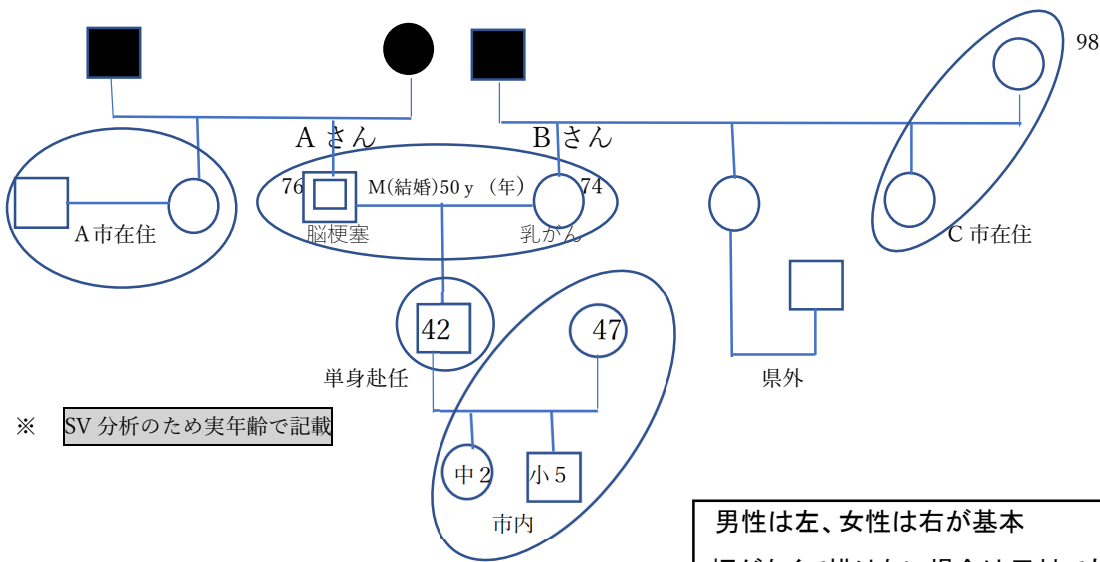 98
Aさん
Bさん
76
M(結婚)50 y （年）
74
脳梗塞
乳がん
A市在住
C 市在住
42
47
単身赴任
県外
※ SV 分析のため実年齢で記載
中 2
小 5
市内
男性は左、女性は右が基本